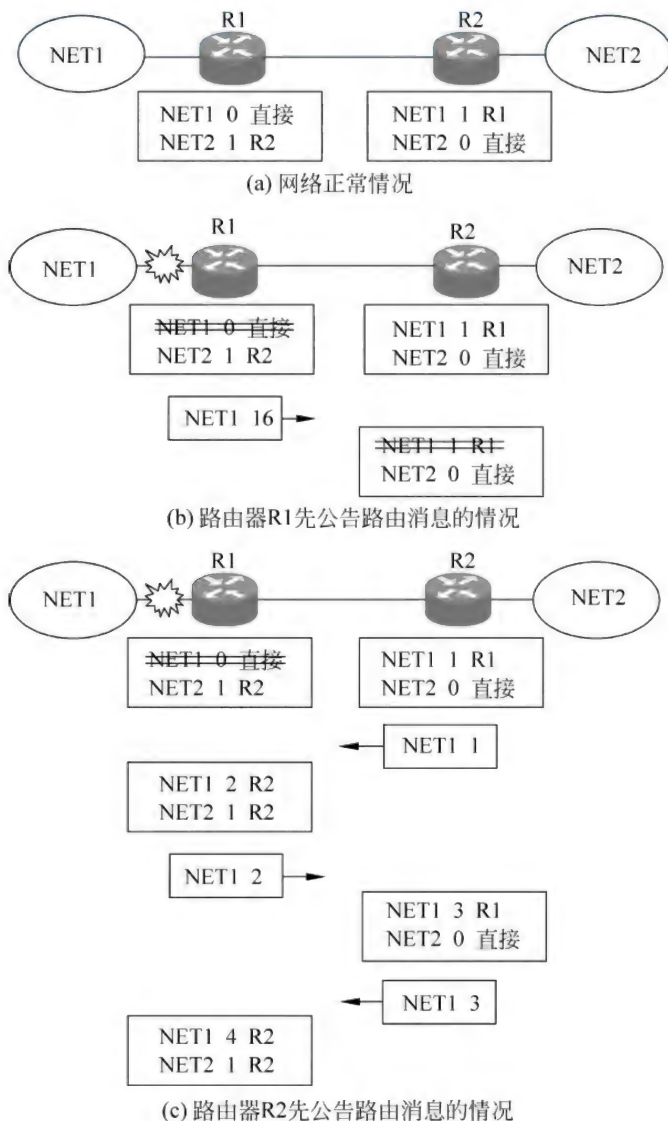 R1 R2
NET1 NET2
NET1 0 直接 NET1 1 R1
NET2 1 R2 NET2 0 直接
(a) 网络正常情况
R1 R2
NET1 NET2
NET1 0 直接 NET1 1 R1
NET2 1 R2 NET2 0 直接
NET1 16
NET1 1 R1
NET2 0 直接
(b) 路由器R1先公告路由消息的情况
R1 R2
NET1 NET2
NET1 0 直接 NET1 1 R1
NET2 1 R2 NET2 0 直接
NET1 1
NET1 2 R2
NET2 1 R2
NET1 2
NET1 3 R1
NET2 0 直接
NET1 3
NET1 4 R2
NET2 1 R2
(c) 路由器R2先公告路由消息的情况